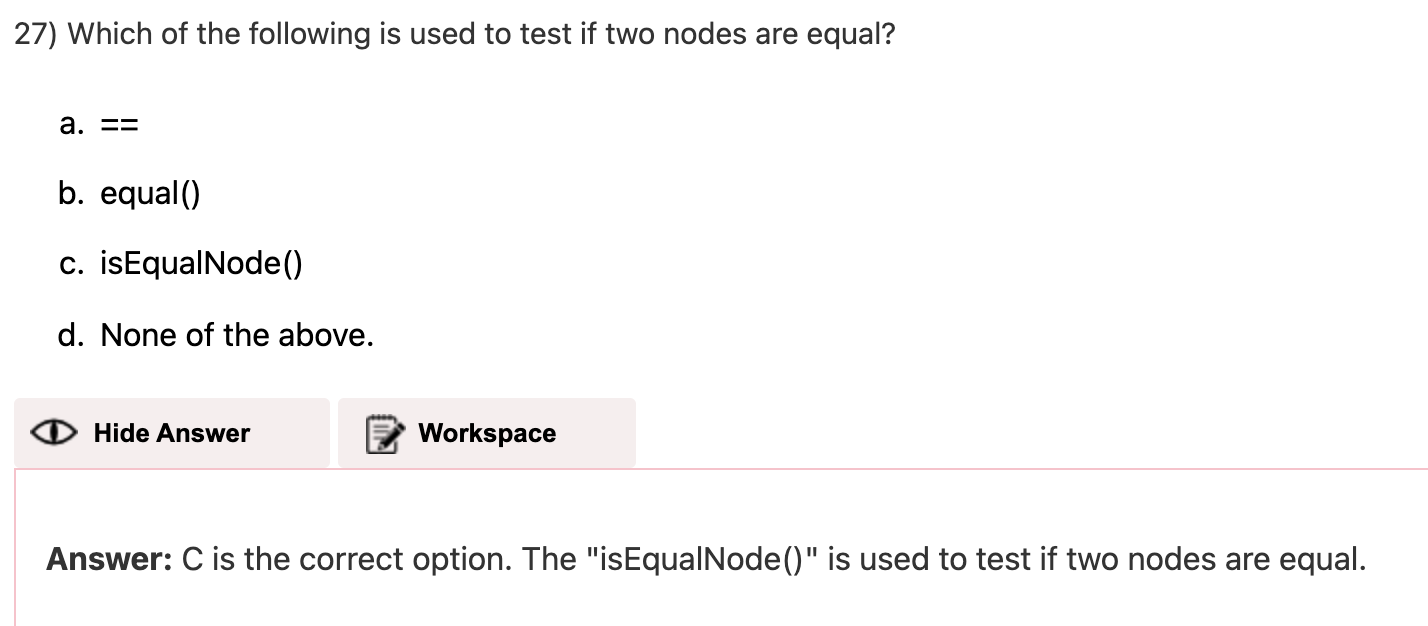 27) Which of the following is used to test if two nodes are equal?
a. ==
b. equal()
c. isEqualNode()
d. None of the above.
Hide Answer Workspace
Answer: C is the correct option. The "isEqualNode()" is used to test if two nodes are equal.